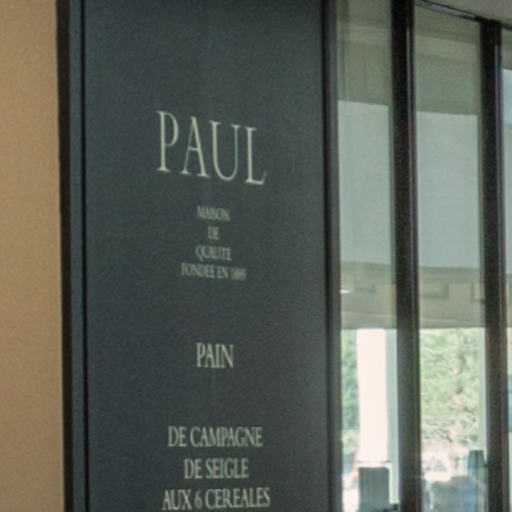 PAUL
MAISON
DE
QUALITE
FONDEE EN 1889
PAIN
DE CAMPAGNE
DE SEIGLE
AUX 6 CEREALES